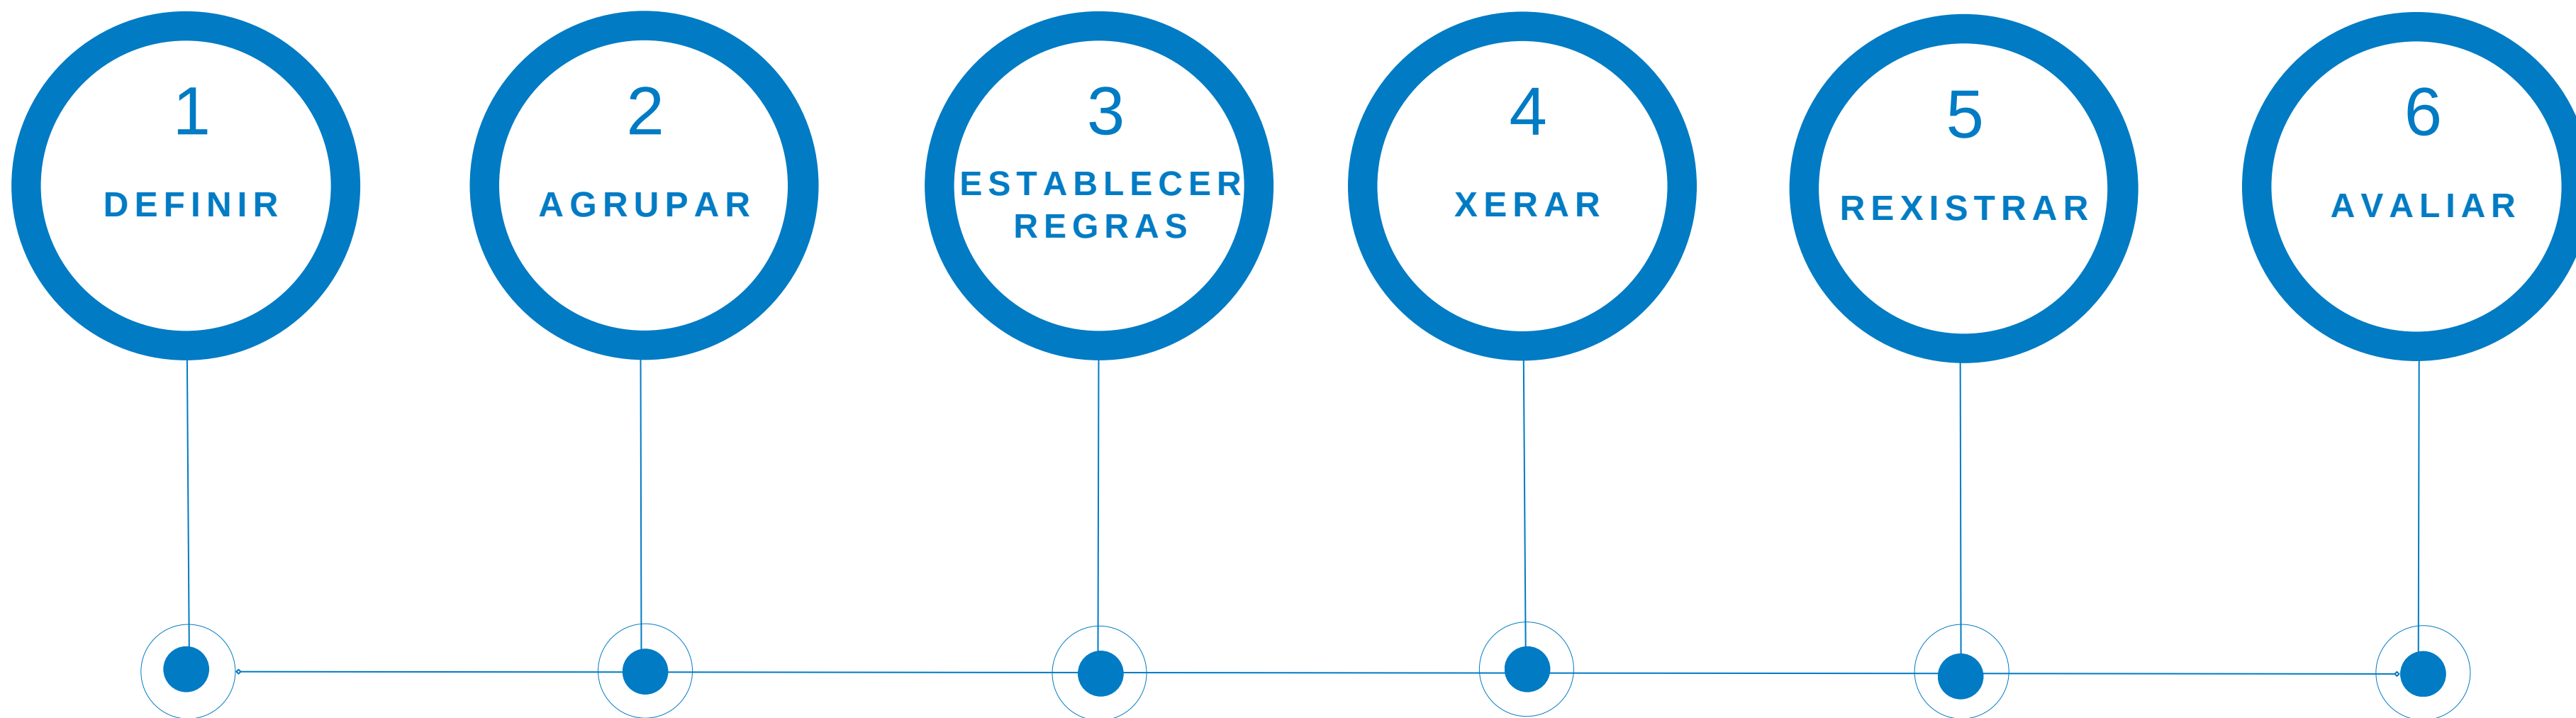 1
DEFINIR
2
AGRUPAR
3
ESTABLECER
REGRAS
4
XERAR
5
REXISTRAR
6
AVALIAR